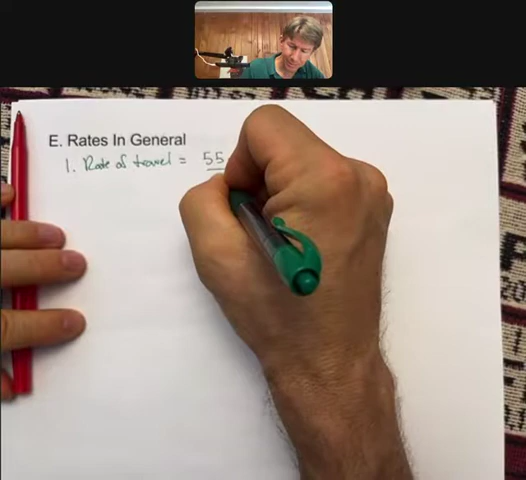 E. Rates In General
1. Rate of travel = 55